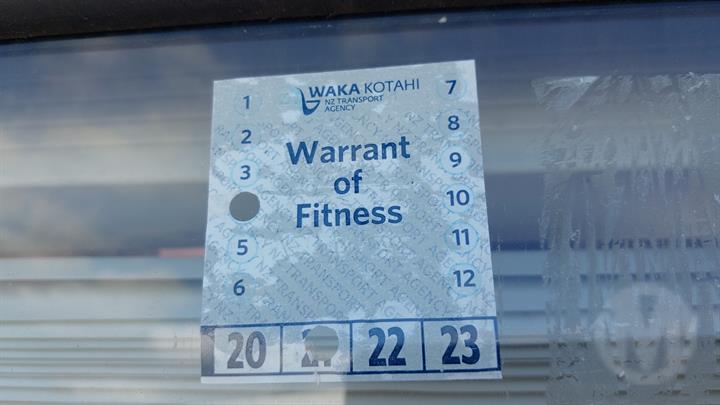 WAKA KOTAHI
NZ TRANSPORT
AGENCY
Warrant
of
Fitness
1
2
3
5
6
7
8
9
10
11
12
20 22 23